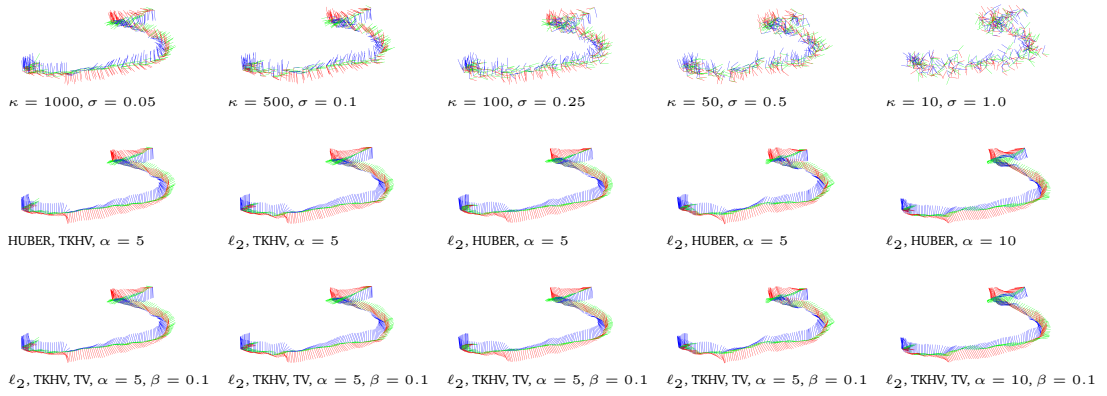 κ = 1000, σ = 0.05
κ = 500, σ = 0.1
κ = 100, σ = 0.25
κ = 50, σ = 0.5
κ = 10, σ = 1.0
HUBER, TKHV, α = 5
ℓ₂, TKHV, α = 5
ℓ₂, HUBER, α = 5
ℓ₂, HUBER, α = 5
ℓ₂, HUBER, α = 10
ℓ₂, TKHV, TV, α = 5, β = 0.1
ℓ₂, TKHV, TV, α = 5, β = 0.1
ℓ₂, TKHV, TV, α = 5, β = 0.1
ℓ₂, TKHV, TV, α = 5, β = 0.1
ℓ₂, TKHV, TV, α = 10, β = 0.1